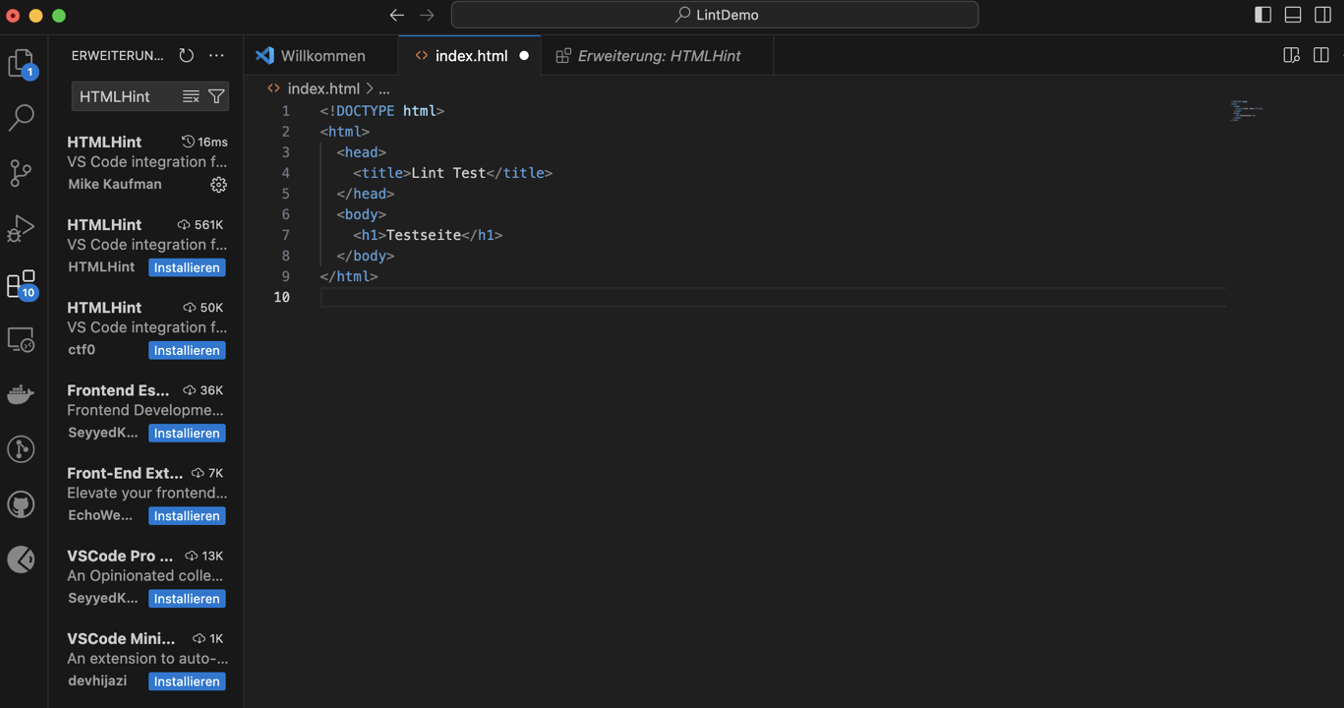 LintDemo
ERWEITERUN...
HTMLHint
HTMLHint 16ms
VS Code integration f...
Mike Kaufman
HTMLHint 561K
VS Code integration f...
HTMLHint Installieren
HTMLHint 50K
VS Code integration f...
ctf0 Installieren
Frontend Es... 36K
Frontend Developme...
SeyyedK... Installieren
Front-End Ext... 7K
Elevate your frontend...
EchoWe... Installieren
VSCode Pro ... 13K
An Opinionated colle...
SeyyedK... Installieren
VSCode Mini... 1K
An extension to auto-...
devhijazi Installieren
1
10
Willkommen index.html Erweiterung: HTMLHint
index.html > ...
1 <!DOCTYPE html>
2 <html>
3 <head>
4 <title>Lint Test</title>
5 </head>
6 <body>
7 <h1>Testseite</h1>
8 </body>
9 </html>
10